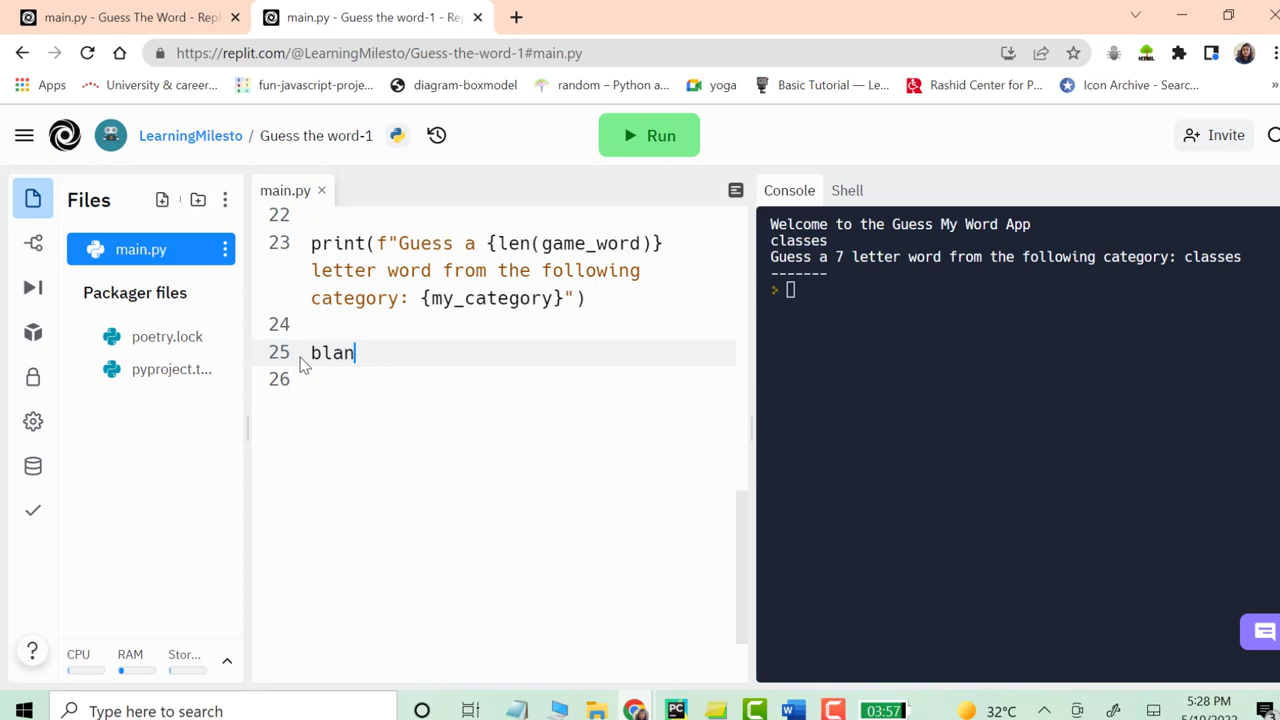 main.py - Guess The Word - Repl
main.py - Guess the word-1 - Re
https://replit.com/@LearningMilesto/Guess-the-word-1#main.py
Apps
University & career...
fun-javascript-proje...
diagram-boxmodel
random – Python a...
yoga
Basic Tutorial — Le...
Rashid Center for P...
Icon Archive - Searc...
LearningMilesto / Guess the word-1
Run
Invite
Files
main.py
Console
Shell
main.py
Packager files
poetry.lock
pyproject.t...
22
23 print(f"Guess a {len(game_word)}
letter word from the following
category: {my_category}")
24
25 blan
26
Welcome to the Guess My Word App
classes
Guess a 7 letter word from the following category: classes
-------
>
?
CPU
RAM
Stor...
Type here to search
03:57
32°C
5:28 PM